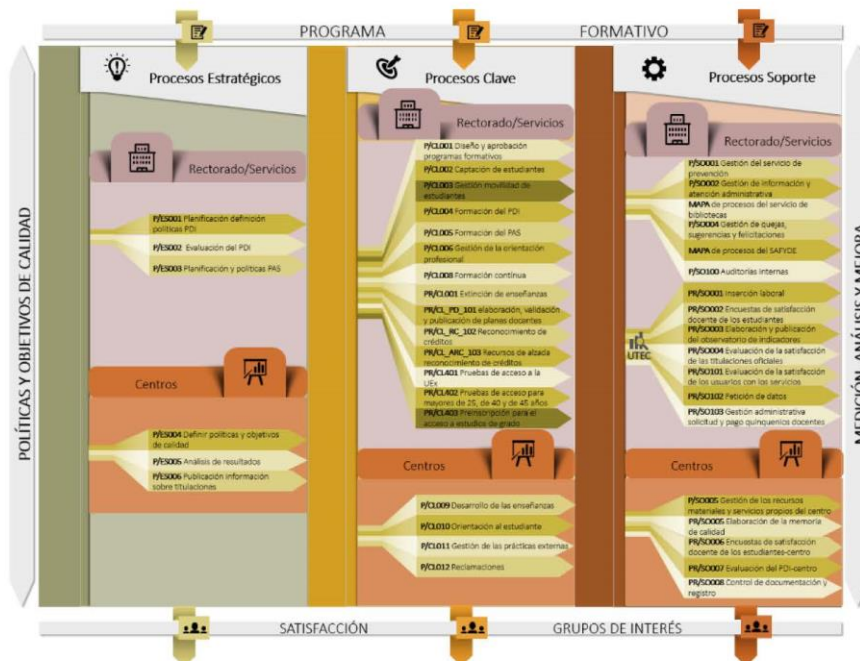 PROGRAMA
FORMATIVO
POLÍTICAS Y OBJETIVOS DE CALIDAD
Procesos Estratégicos
Rectorado/Servicios
P/ES001 Planificación definición
políticas PDI
P/ES002 Evaluación del PDI
P/ES003 Planificación y políticas PAS
Centros
P/ES004 Definir políticas y objetivos
de calidad
P/ES005 Análisis de resultados
P/ES006 Publicación información
sobre titulaciones
Procesos Clave
Rectorado/Servicios
P/CL001 Diseño y aprobación
programas formativos
P/CL002 Captación de estudiantes
P/CL003 Gestión movilidad de
estudiantes
P/CL004 Formación del PDI
P/CL005 Formación del PAS
P/CL006 Gestión de la orientación
profesional
P/CL008 Formación continua
PR/CL001 Extinción de enseñanzas
PR/CL_PD_101 elaboración, validación
y publicación de planes docentes
PR/CL_RC_102 Reconocimiento de
créditos
PR/CL_ARC_103 Recursos de alzada
reconocimiento de créditos
PR/CL401 Pruebas de acceso a la
UEx
PR/CL402 Pruebas de acceso para
mayores de 25, de 40 y 45 años
PR/CL403 Preinscripción para el
acceso a estudios de grado
Centros
P/CL009 Desarrollo de las enseñanzas
P/CL010 Orientación al estudiante
P/CL011 Gestión de las prácticas externas
P/CL012 Reclamaciones
Procesos Soporte
Rectorado/Servicios
P/SO001 Gestión del servicio de
prevención
P/SO002 Gestión de información y
atención administrativa
MAPA de procesos del servicio de
bibliotecas
P/SO004 Gestión de quejas,
sugerencias y felicitaciones
MAPA de procesos del SAFYDE
P/SO100 Auditorías internas
UTEC
PR/SO001 Inserción laboral
PR/SO002 Encuestas de satisfacción
docente de los estudiantes
PR/SO003 Elaboración y publicación
del observatorio de indicadores
PR/SO004 Evaluación de la satisfacción
de las titulaciones oficiales
PR/SO101 Evaluación de la satisfacción
de los usuarios con los servicios
PR/SO102 Petición de datos
PR/SO103 Gestión administrativa
solicitud y pago quinquenios docentes
Centros
P/SO005 Gestión de los recursos
materiales y servicios propios del centro
PR/SO005 Elaboración de la memoria
de calidad
PR/SO006 Encuestas de satisfacción
docente de los estudiantes-centro
PR/SO007 Evaluación del PDI-centro
PR/SO008 Control de documentación y
registro
MEDICIÓN, ANÁLISIS Y MEJORA
SATISFACCIÓN
GRUPOS DE INTERÉS